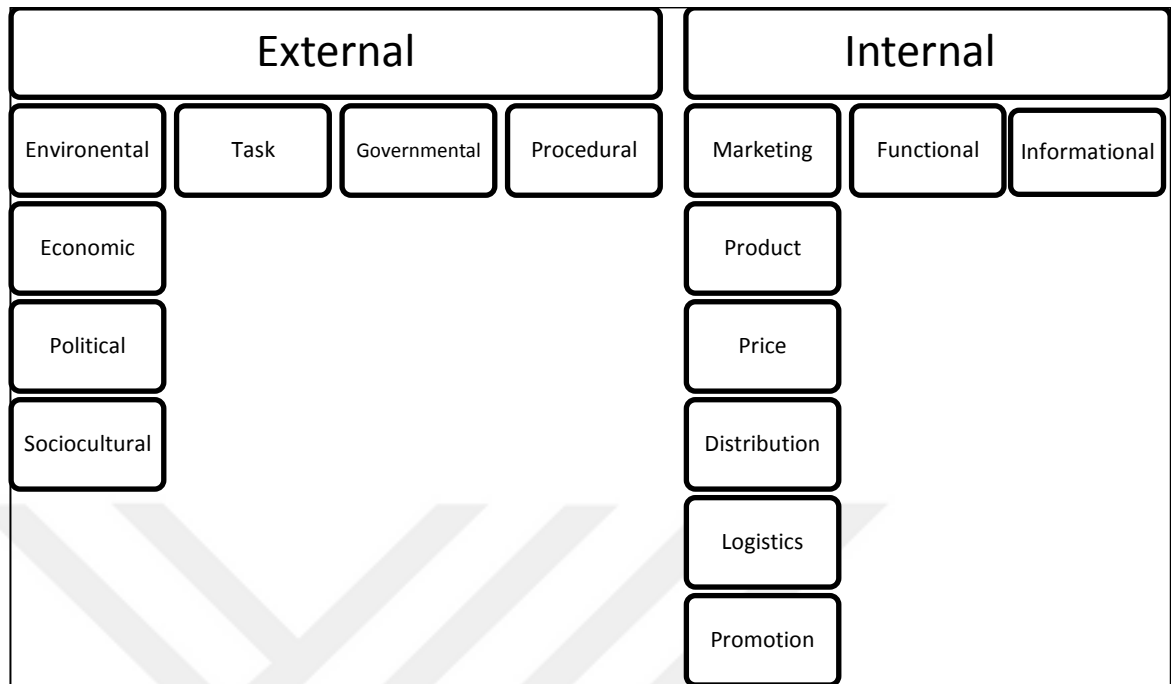 External
Internal
Environental
Task
Governmental
Procedural
Marketing
Functional
Informational
Economic
Product
Political
Price
Sociocultural
Distribution
Logistics
Promotion